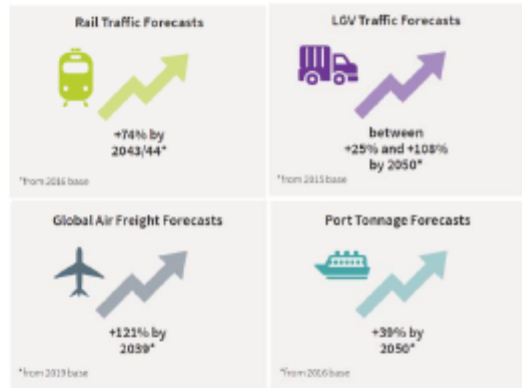 Rail Traffic Forecasts
+74% by
2043/44*
*from 2016 base
LGV Traffic Forecasts
between
+25% and +108%
by 2050*
*from 2015 base
Global Air Freight Forecasts
+121% by
2039*
*from 2019 base
Port Tonnage Forecasts
+39% by
2050*
*from 2016 base